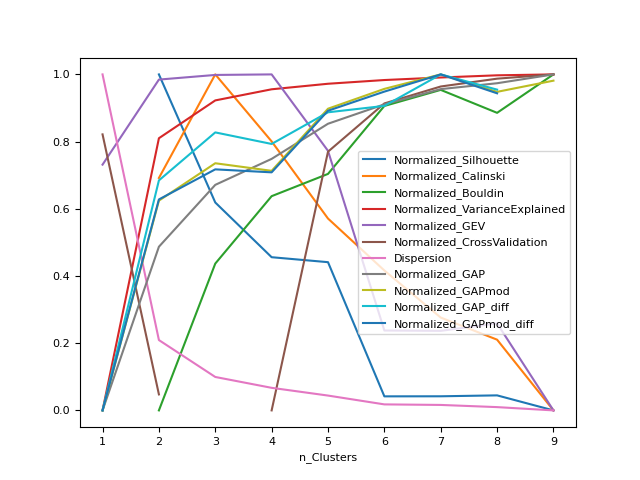 1.0
0.8
0.6
0.4
0.2
0.0
Normalized_Silhouette
Normalized_Calinski
Normalized_Bouldin
Normalized_VarianceExplained
Normalized_GEV
Normalized_CrossValidation
Dispersion
Normalized_GAP
Normalized_GAPmod
Normalized_GAP_diff
Normalized_GAPmod_diff
1 2 3 4 5 6 7 8 9
n_Clusters